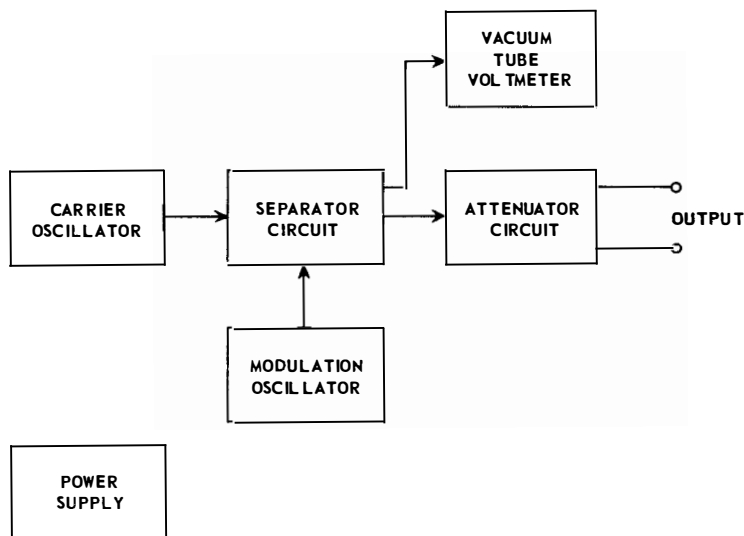 VACUUM
TUBE
VOLTMETER
CARRIER
OSCILLATOR
SEPARATOR
CIRCUIT
ATTENUATOR
CIRCUIT
OUTPUT
MODULATION
OSCILLATOR
POWER
SUPPLY